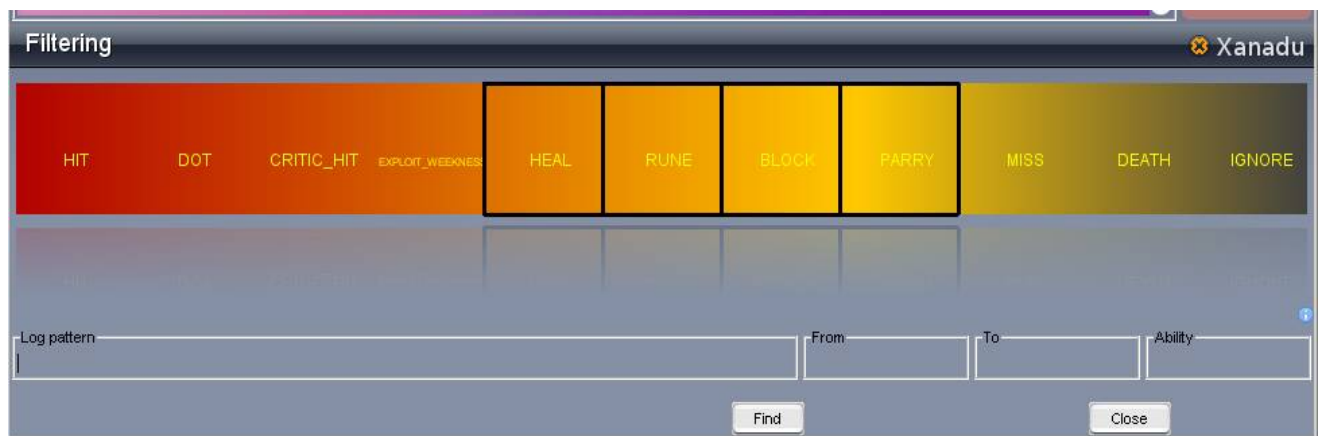 Filtering
Xanadu
HIT DOT CRITIC_HIT EXPLOIT_WEEKNESS HEAL RUNE BLOCK PARRY MISS DEATH IGNORE
Log pattern From To Ability
Find Close